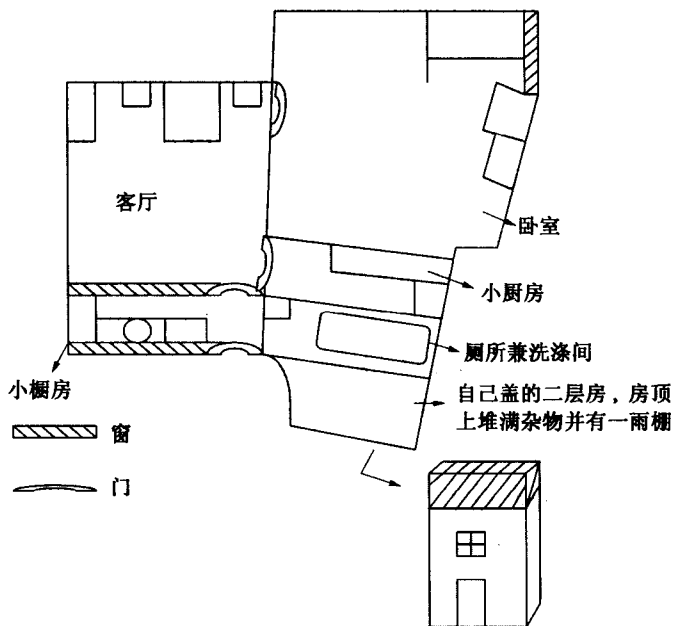 客厅
卧室
小厨房
厕所兼洗涤间
小橱房
自己盖的二层房，房顶
上堆满杂物并有一雨棚
窗
门